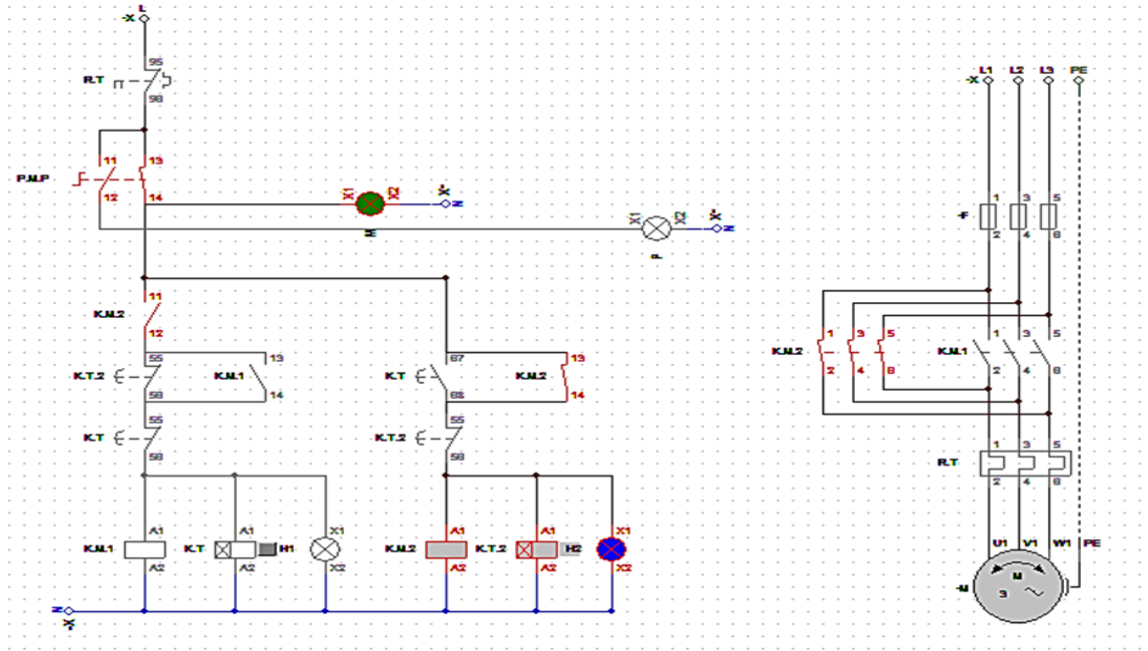 L
-X
95
R.T
98
11
13
P.M.P
12
14
X1
X2
N
M
X1
X2
N
P
11
K.M.2
12
55
13
K.T.2
K.M.1
56
14
67
13
K.T
K.M.2
68
14
55
K.T
56
55
K.T.2
56
A1
A1
X1
K.M.1
K.T
H1
A2
A2
X2
A1
A1
X1
K.M.2
K.T.2
H2
A2
A2
X2
N
-X
L1
L2
L3
PE
-X
1
3
5
-F
2
4
6
1
3
5
K.M.2
2
4
6
1
3
5
K.M.1
2
4
6
1
3
5
R.T
2
4
6
U1
V1
W1
PE
-M
M
3